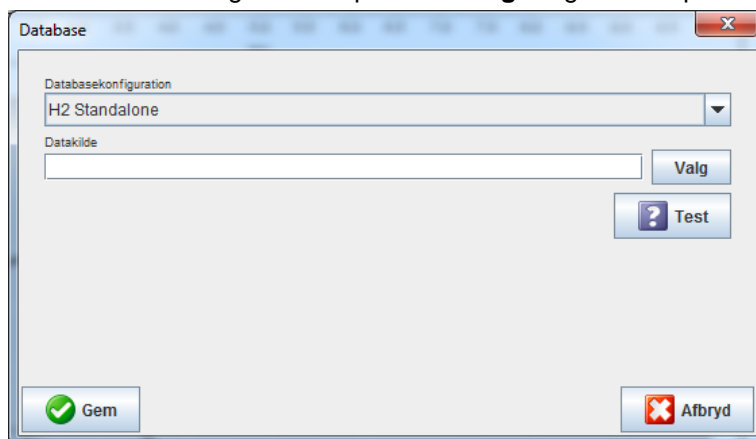 Database
Databasekonfiguration
H2 Standalone
Datakilde
Valg
? Test
Gem
Afbryd